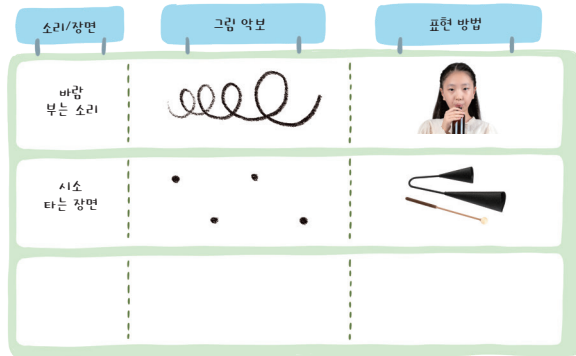 소리/장면
그림 악보
표현 방법
바람
부는 소리
시소
타는 장면